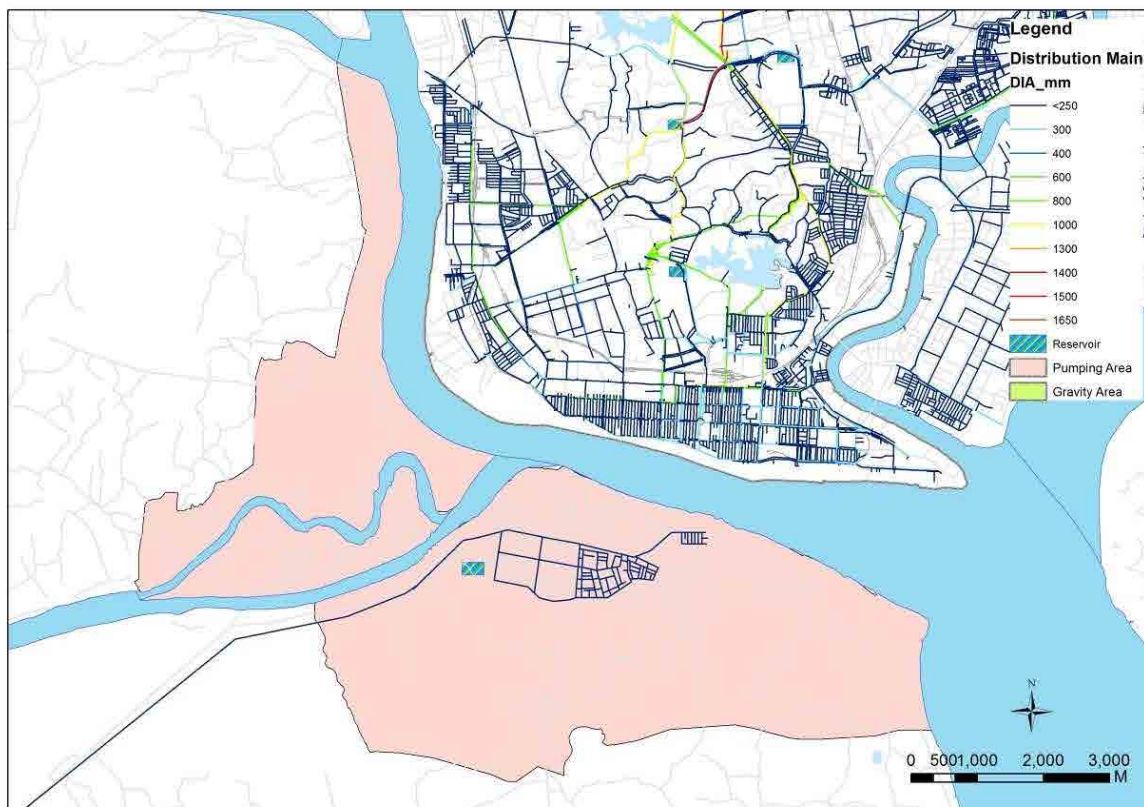 Legend
Distribution Main
DIA_mm
<250
300
400
600
800
1000
1300
1400
1500
1650
Reservoir
Pumping Area
Gravity Area
N
0 5001,000 2,000 3,000
M